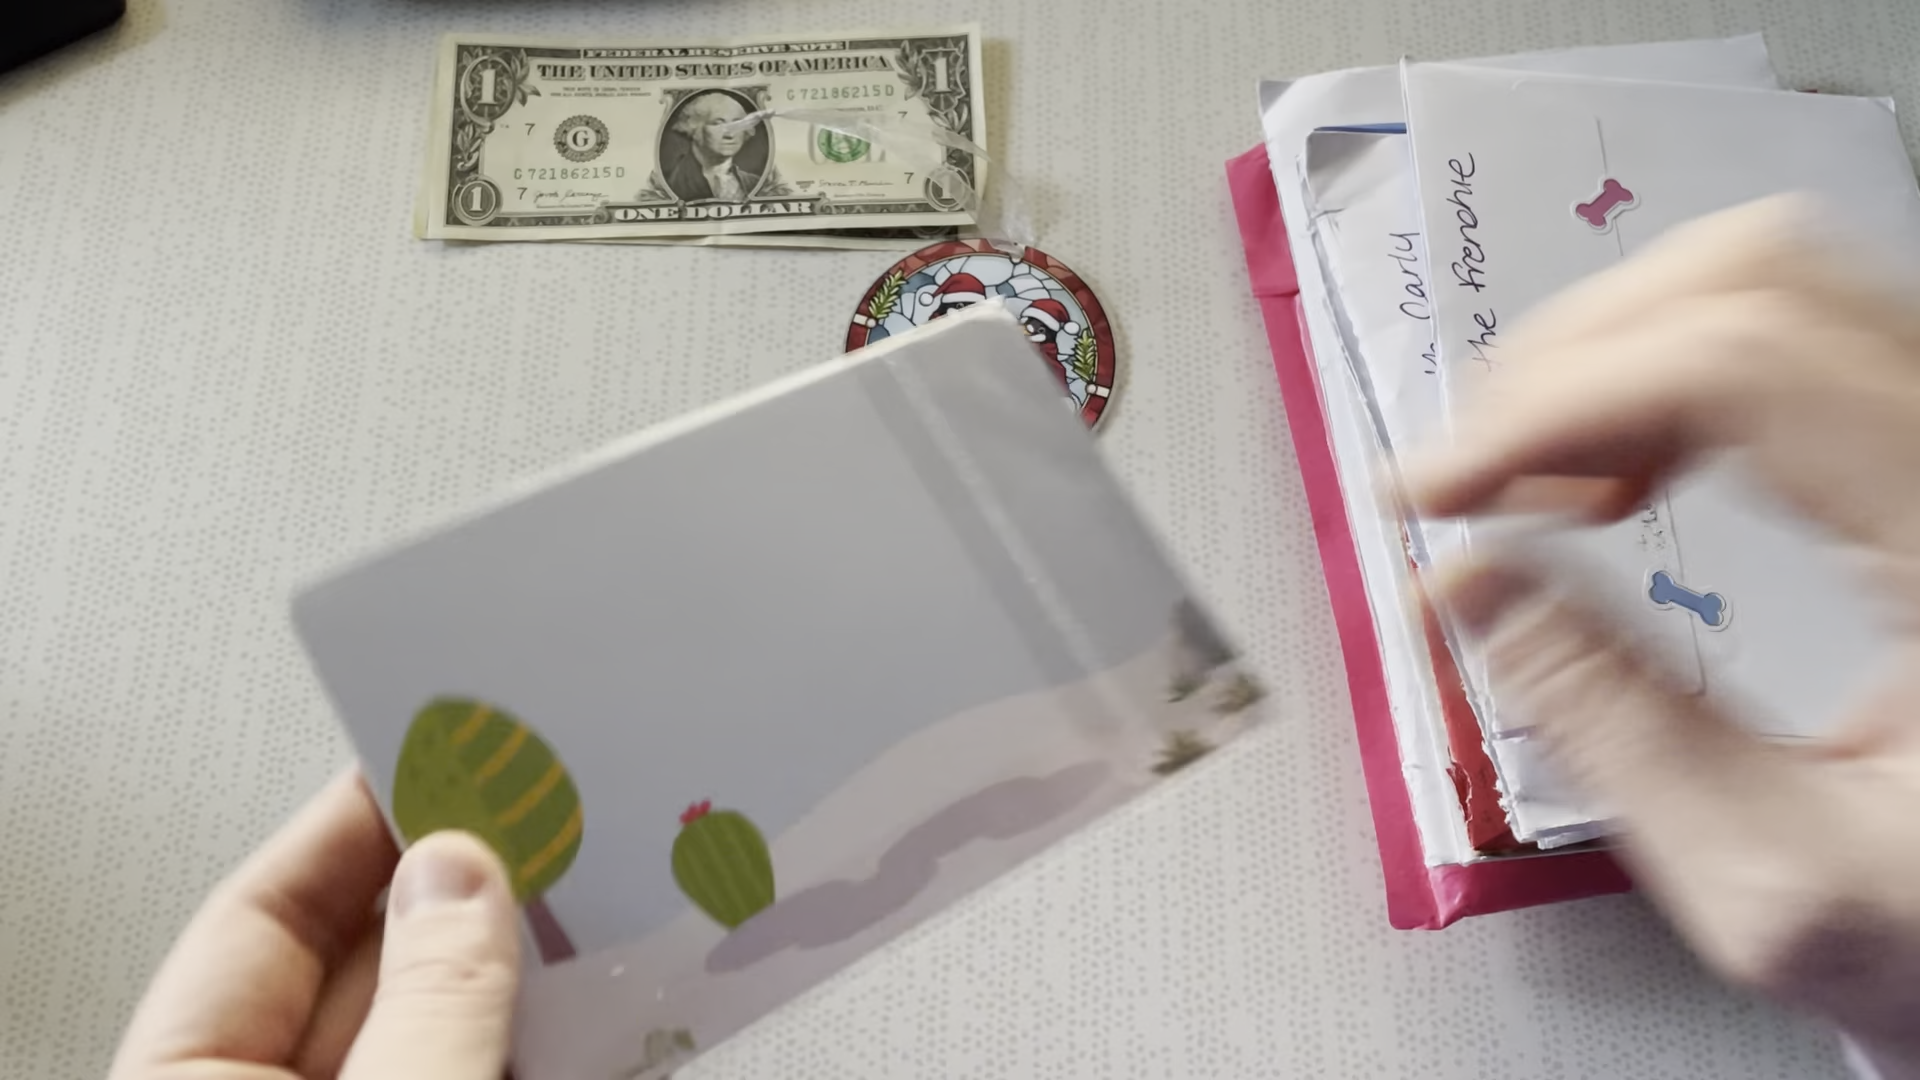 FEDERAL RESERVE NOTE
THE UNITED STATES OF AMERICA
1
1
G 72186215 D
7
7
G
G 72186215 D
7
7
1
1
ONE DOLLAR
Carly
the Frenchie